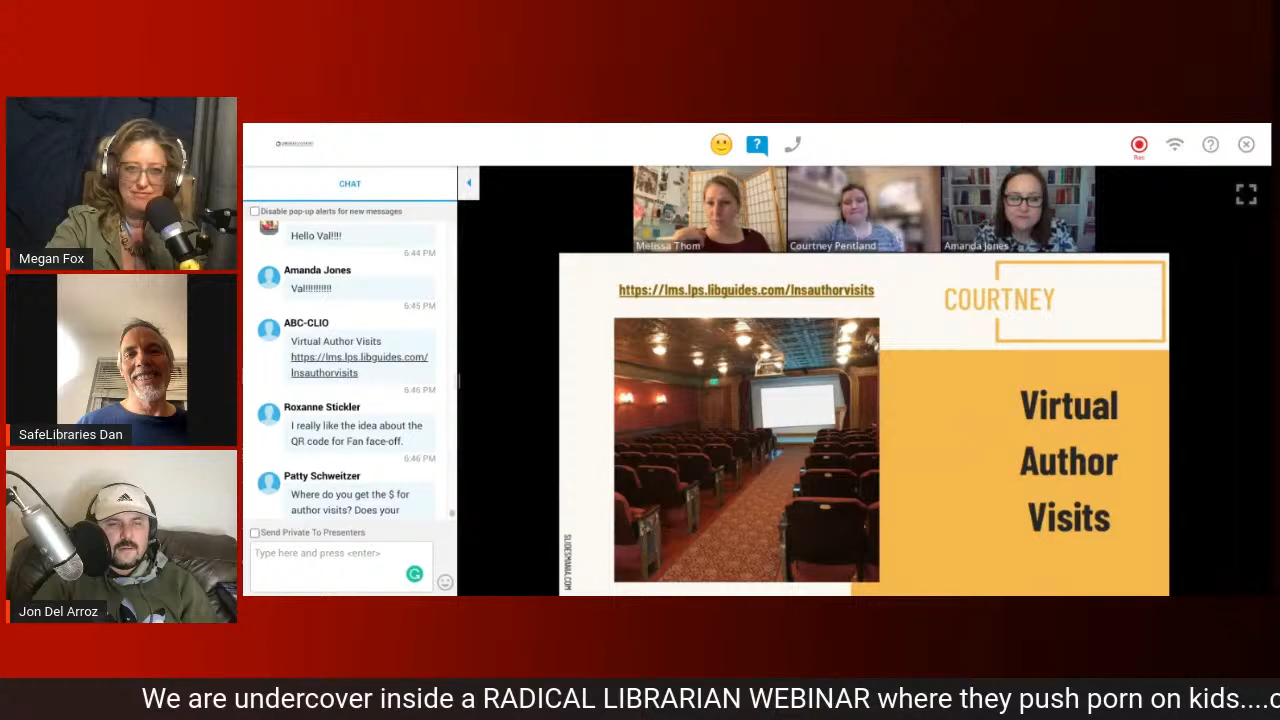 Megan Fox
SafeLibraries Dan
Jon Del Arroz
?
Rec
?
CHAT
Disable pop-up alerts for new messages
Hello Val!!!!
6:44 PM
Amanda Jones
Val!!!!!!!!!!
6:45 PM
ABC-CLIO
Virtual Author Visits
https://lms.lps.libguides.com/
lnsauthorvisits
6:46 PM
Roxanne Stickler
I really like the idea about the
QR code for Fan face-off.
6:46 PM
Patty Schweitzer
Where do you get the $ for
author visits? Does your
Send Private To Presenters
Type here and press <enter>
Melissa Thom
Courtney Pentland
Amanda Jones
https://lms.lps.libguides.com/lnsauthorvisits
COURTNEY
Virtual
Author
Visits
SLIDESMANIA.COM
We are undercover inside a RADICAL LIBRARIAN WEBINAR where they push porn on kids....c